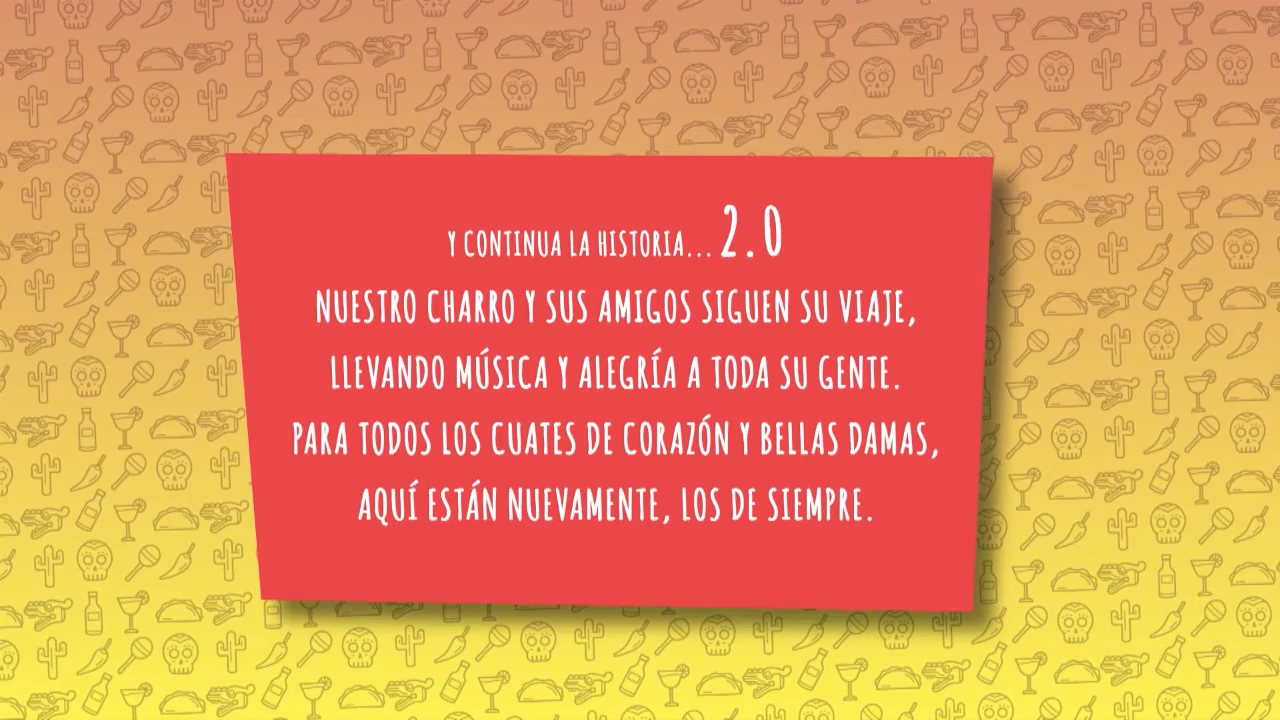 Y CONTINUA LA HISTORIA... 2.0
NUESTRO CHARRO Y SUS AMIGOS SIGUEN SU VIAJE,
LLEVANDO MÚSICA Y ALEGRÍA A TODA SU GENTE.
PARA TODOS LOS CUATES DE CORAZÓN Y BELLAS DAMAS,
AQUÍ ESTÁN NUEVAMENTE, LOS DE SIEMPRE.